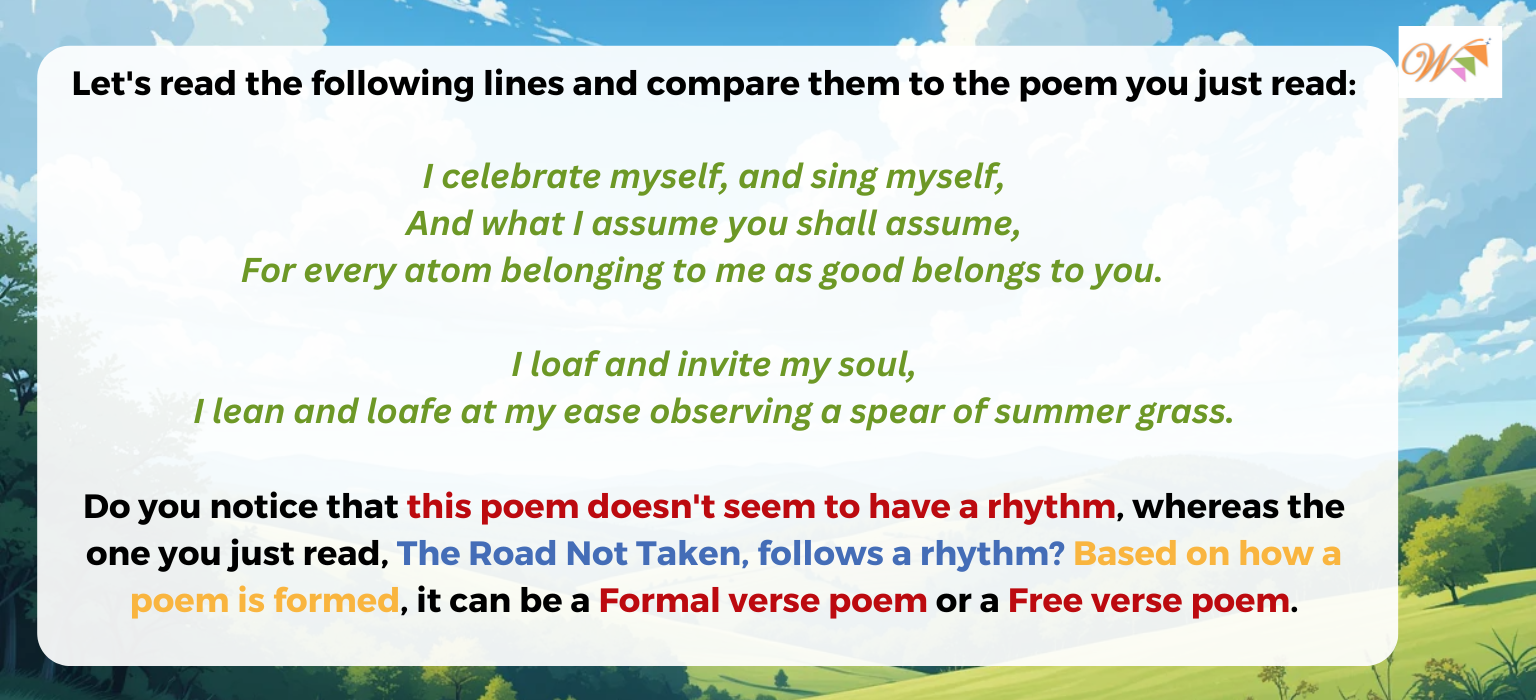 Let's read the following lines and compare them to the poem you just read:
I celebrate myself, and sing myself,
And what I assume you shall assume,
For every atom belonging to me as good belongs to you.
I loaf and invite my soul,
I lean and loafe at my ease observing a spear of summer grass.
Do you notice that this poem doesn't seem to have a rhythm, whereas the
one you just read, The Road Not Taken, follows a rhythm? Based on how a
poem is formed, it can be a Formal verse poem or a Free verse poem.
W